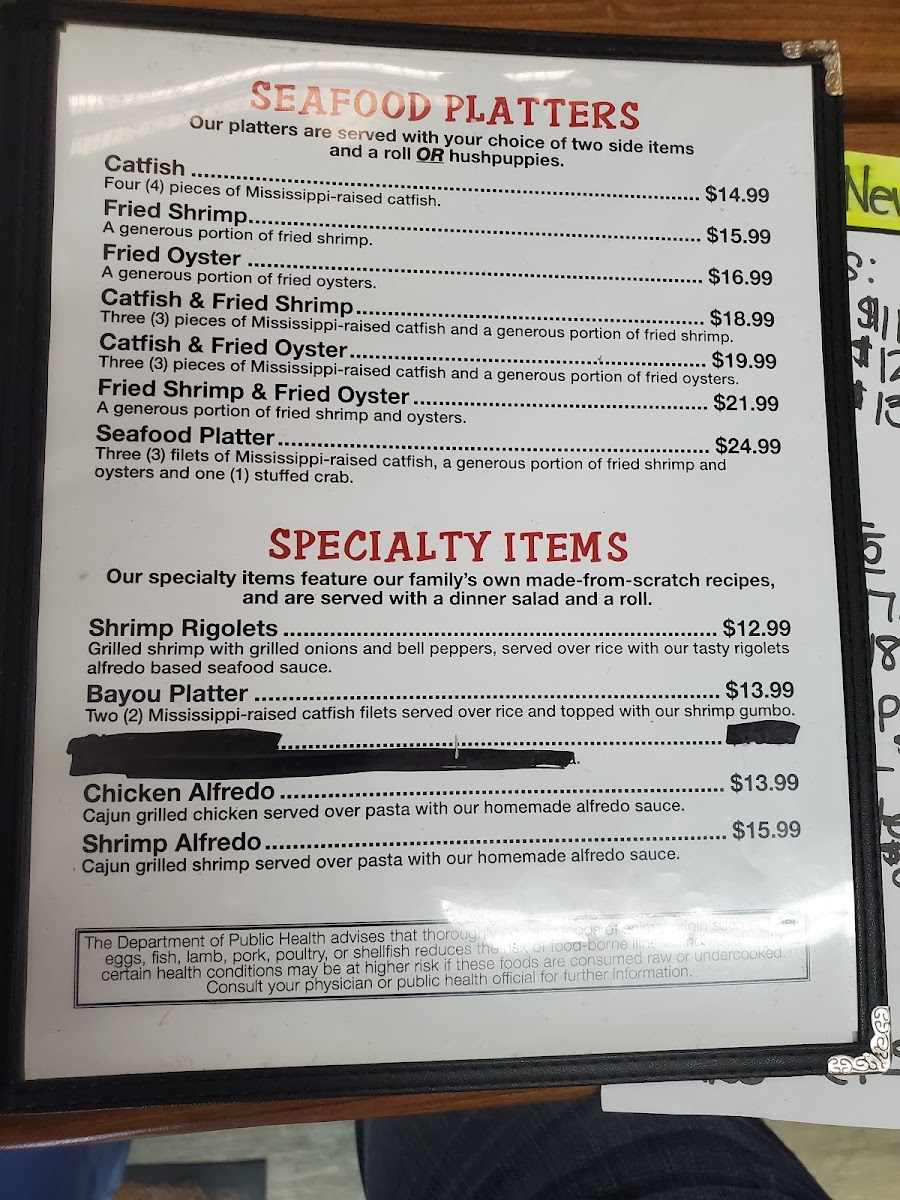 SEAFOOD PLATTERS
Our platters are served with your choice of two side items
and a roll OR hushpuppies.
Catfish ........ $14.99
Four (4) pieces of Mississippi-raised catfish.
Fried Shrimp........ $15.99
A generous portion of fried shrimp.
Fried Oyster ........ $16.99
A generous portion of fried oysters.
Catfish & Fried Shrimp........ $18.99
Three (3) pieces of Mississippi-raised catfish and a generous portion of fried shrimp.
Catfish & Fried Oyster........ $19.99
Three (3) pieces of Mississippi-raised catfish and a generous portion of fried oysters.
Fried Shrimp & Fried Oyster ........ $21.99
A generous portion of fried shrimp and oysters.
Seafood Platter ........ $24.99
Three (3) filets of Mississippi-raised catfish, a generous portion of fried shrimp and
oysters and one (1) stuffed crab.
SPECIALTY ITEMS
Our specialty items feature our family's own made-from-scratch recipes,
and are served with a dinner salad and a roll.
Shrimp Rigolets ........ $12.99
Grilled shrimp with grilled onions and bell peppers, served over rice with our tasty rigolets
alfredo based seafood sauce.
Bayou Platter ........ $13.99
Two (2) Mississippi-raised catfish filets served over rice and topped with our shrimp gumbo.
Chicken Alfredo ........ $13.99
Cajun grilled chicken served over pasta with our homemade alfredo sauce.
Shrimp Alfredo ........ $15.99
Cajun grilled shrimp served over pasta with our homemade alfredo sauce.
The Department of Public Health advises that foods of
eggs, fish, lamb, pork, poultry, or shellfish reduces the risk of food-borne
certain health conditions may be at higher risk if these foods are consumed raw or undercooked.
Consult your physician or public health official for further information.